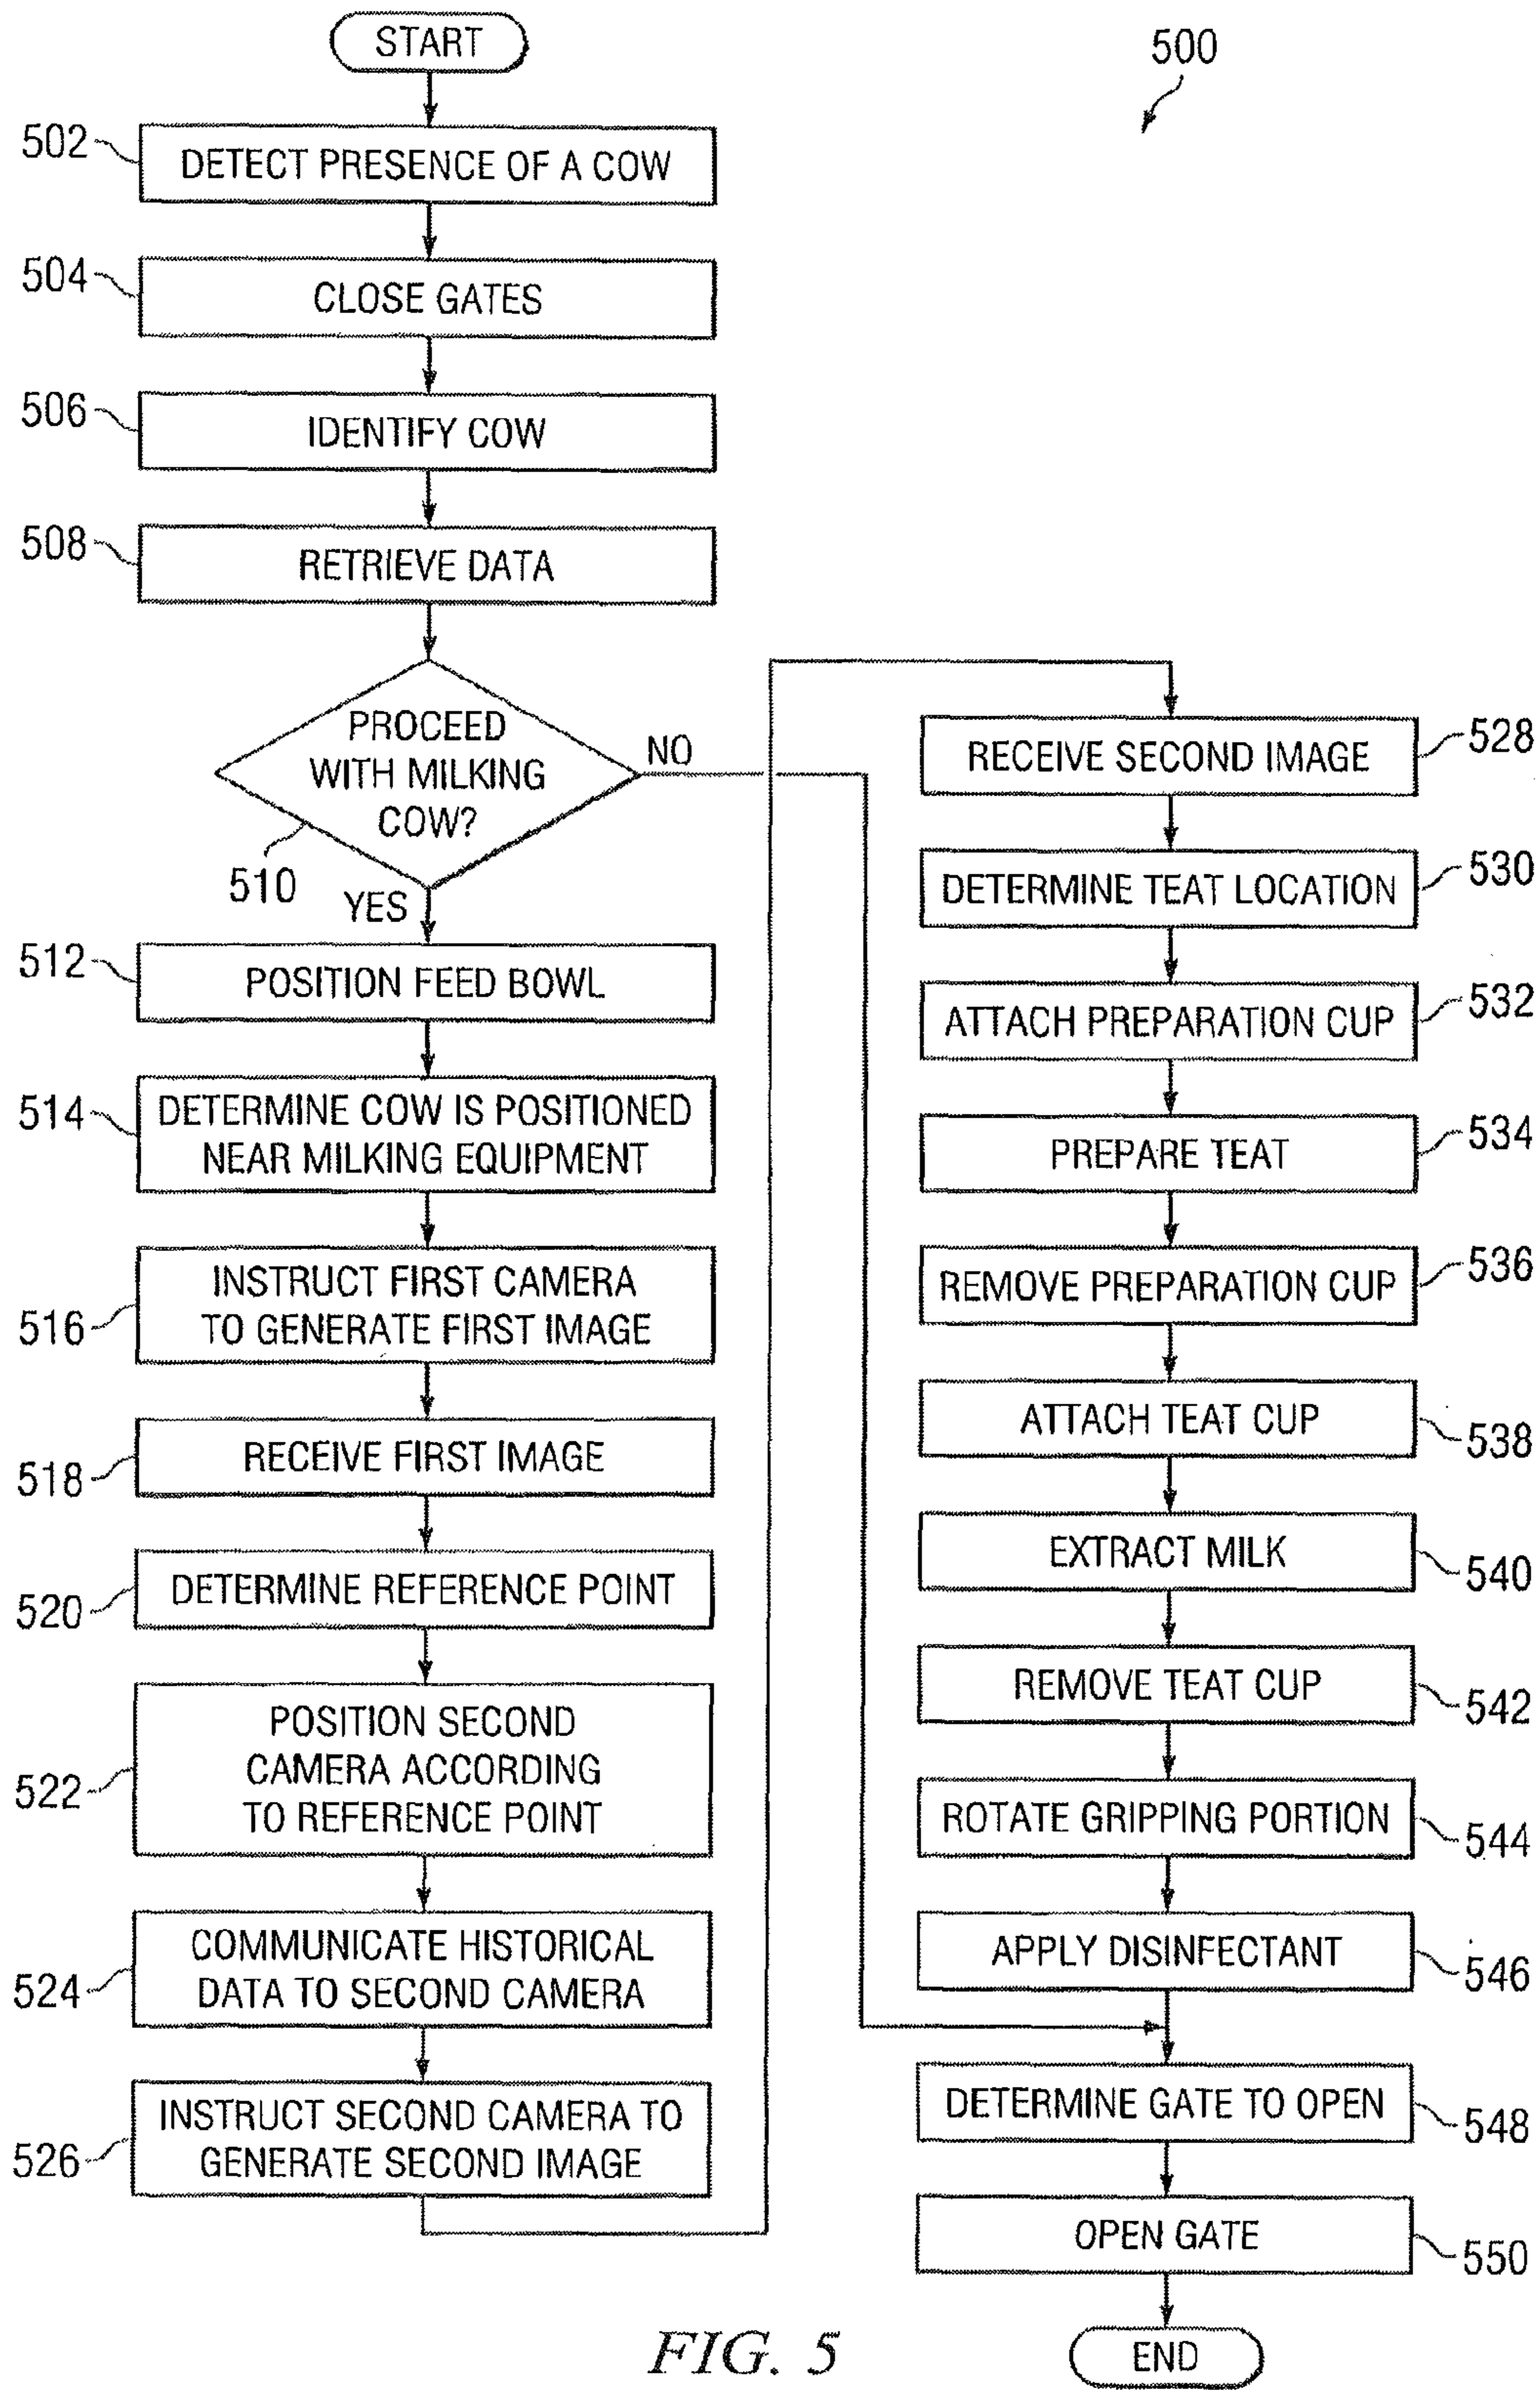 START
500
502
DETECT PRESENCE OF A COW
504
CLOSE GATES
506
IDENTIFY COW
508
RETRIEVE DATA
PROCEED
WITH MILKING
COW?
NO
510
YES
512
POSITION FEED BOWL
514
DETERMINE COW IS POSITIONED
NEAR MILKING EQUIPMENT
516
INSTRUCT FIRST CAMERA
TO GENERATE FIRST IMAGE
518
RECEIVE FIRST IMAGE
520
DETERMINE REFERENCE POINT
522
POSITION SECOND
CAMERA ACCORDING
TO REFERENCE POINT
524
COMMUNICATE HISTORICAL
DATA TO SECOND CAMERA
526
INSTRUCT SECOND CAMERA TO
GENERATE SECOND IMAGE
RECEIVE SECOND IMAGE
528
DETERMINE TEAT LOCATION
530
ATTACH PREPARATION CUP
532
PREPARE TEAT
534
REMOVE PREPARATION CUP
536
ATTACH TEAT CUP
538
EXTRACT MILK
540
REMOVE TEAT CUP
542
ROTATE GRIPPING PORTION
544
APPLY DISINFECTANT
546
DETERMINE GATE TO OPEN
548
OPEN GATE
550
END
FIG. 5